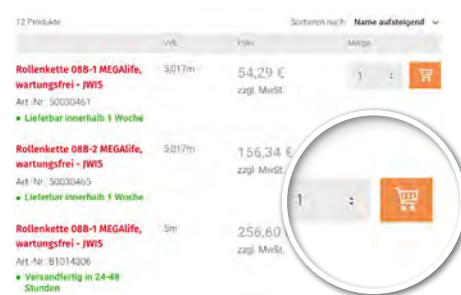 12 Produkte Sortieren nach: Name aufsteigend
VPE Preis Menge
Rollenkette 08B-1 MEGAlife, 5,017m 54,29 € 1
wartungsfrei - JWIS zzgl. MwSt.
Art.-Nr. 50030461
• Lieferbar innerhalb 1 Woche
Rollenkette 08B-2 MEGAlife, 5,017m 156,34 €
wartungsfrei - JWIS zzgl. MwSt.
Art.-Nr. 50030465
• Lieferbar innerhalb 1 Woche
1
Rollenkette 08B-1 MEGAlife, 5m 256,60
wartungsfrei - JWIS zzgl. MwSt.
Art.-Nr. B1014206
• Versandfertig in 24-48
Stunden